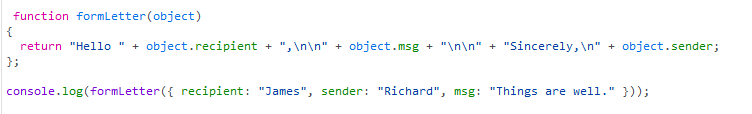 function formLetter(object)
{
return "Hello " + object.recipient + ",\n\n" + object.msg + "\n\n" + "Sincerely,\n" + object.sender;
};
console.log(formLetter({ recipient: "James", sender: "Richard", msg: "Things are well." }));